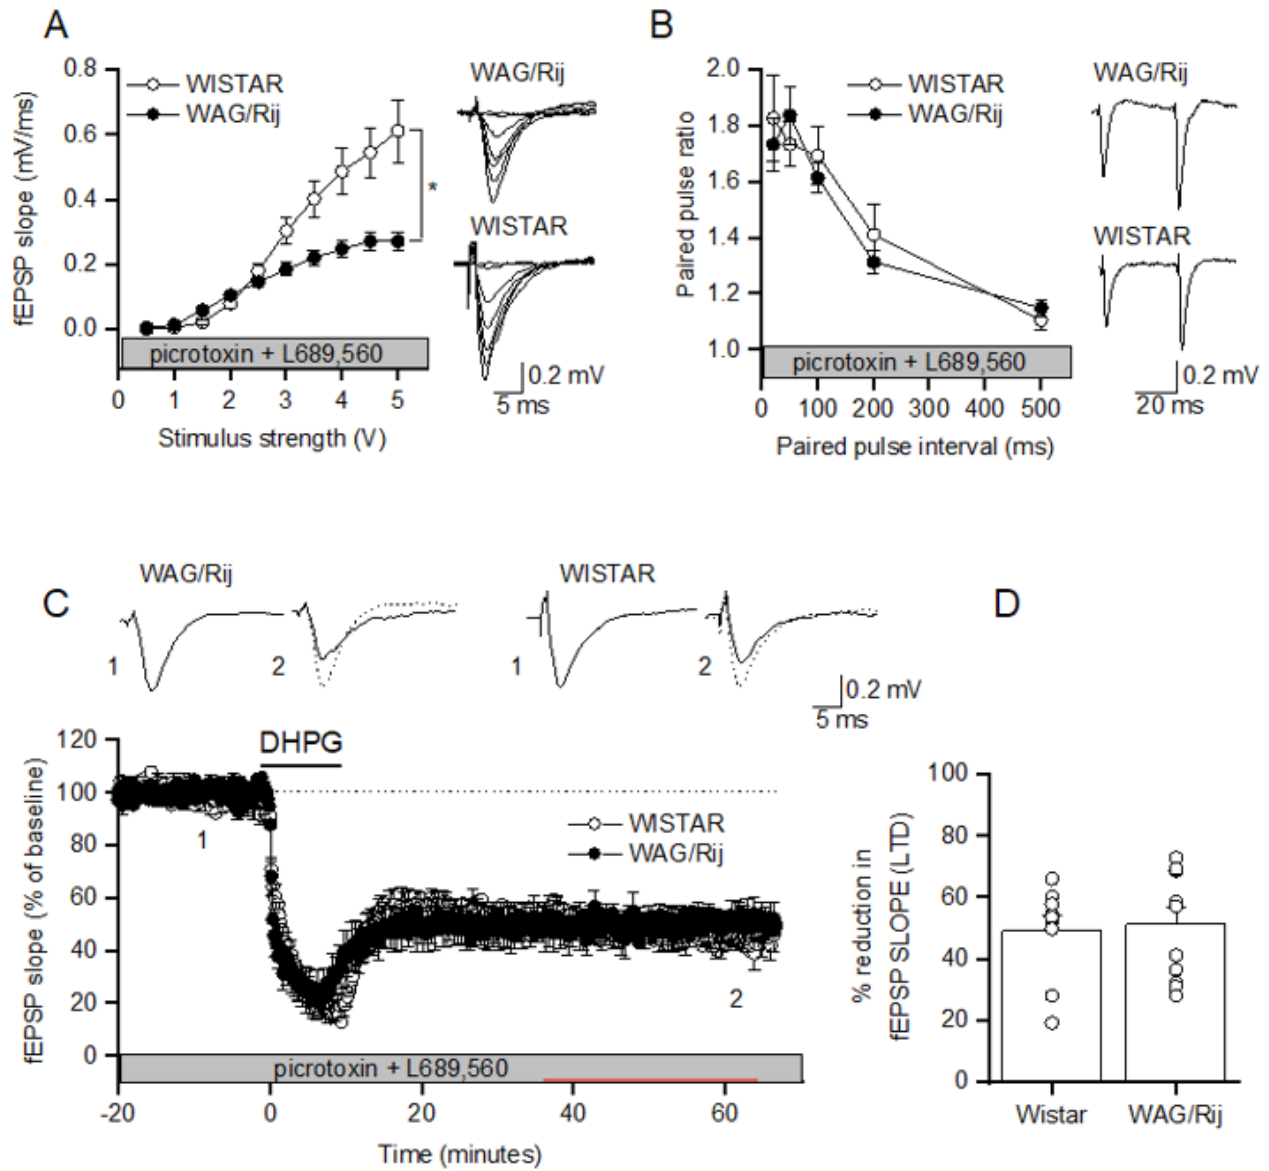 A
fEPSP slope (mV/ms)
0.8
0.6
0.4
0.2
0.0
WISTAR
WAG/Rij
*
picrotoxin + L689,560
0 1 2 3 4 5
Stimulus strength (V)
WAG/Rij
WISTAR
0.2 mV
5 ms
B
Paired pulse ratio
2.0
1.8
1.6
1.4
1.2
1.0
WISTAR
WAG/Rij
picrotoxin + L689,560
0 100 200 300 400 500
Paired pulse interval (ms)
WAG/Rij
WISTAR
0.2 mV
20 ms
C
WAG/Rij
1
2
WISTAR
1
2
0.2 mV
5 ms
fEPSP slope (% of baseline)
120
100
80
60
40
20
0
DHPG
1
WISTAR
WAG/Rij
2
picrotoxin + L689,560
-20 0 20 40 60
Time (minutes)
D
% reduction in
fEPSP SLOPE (LTD)
100
80
60
40
20
0
Wistar WAG/Rij